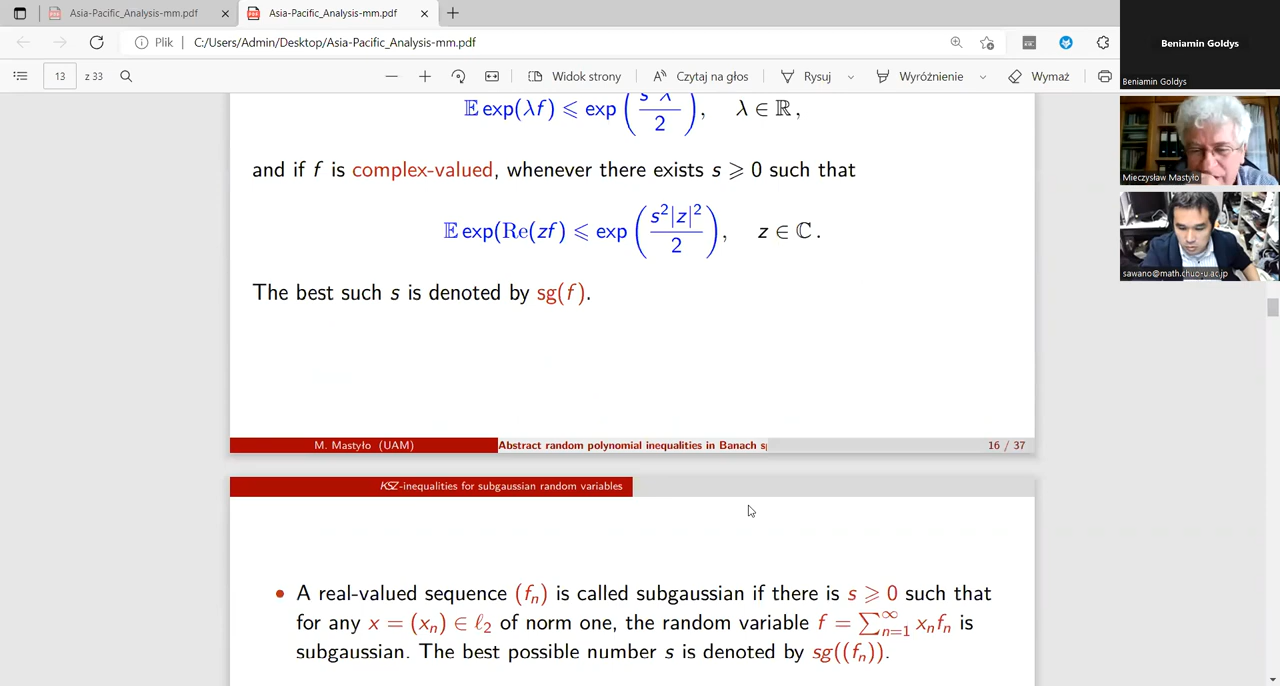 Asia-Pacific_Analysis-mm.pdf
Asia-Pacific_Analysis-mm.pdf
Plik
C:/Users/Admin/Desktop/Asia-Pacific_Analysis-mm.pdf
13 z 33
Widok strony
Czytaj na głos
Rysuj
Wyróżnienie
Wymaż
𝔼 exp(λf) ⩽ exp ( s²λ² / 2 ), λ ∈ ℝ,
and if f is complex-valued, whenever there exists s ⩾ 0 such that
𝔼 exp(Re(zf) ⩽ exp ( s²|z|² / 2 ), z ∈ ℂ.
The best such s is denoted by sg(f).
M. Mastyło (UAM)
Abstract random polynomial inequalities in Banach sp
16 / 37
KSZ-inequalities for subgaussian random variables
• A real-valued sequence (fₙ) is called subgaussian if there is s ⩾ 0 such that
for any x = (xₙ) ∈ ℓ₂ of norm one, the random variable f = ∑ₙ₌₁^∞ xₙfₙ is
subgaussian. The best possible number s is denoted by sg((fₙ)).
Beniamin Goldys
Beniamin Goldys
Mieczysław Mastyło
sawano@math.chuo-u.ac.jp